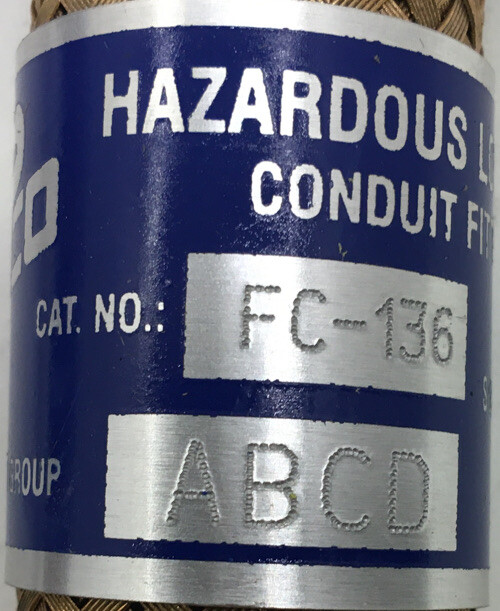 HAZARDOUS
CONDUIT
CAT. NO.: FC-136
GROUP ABCD